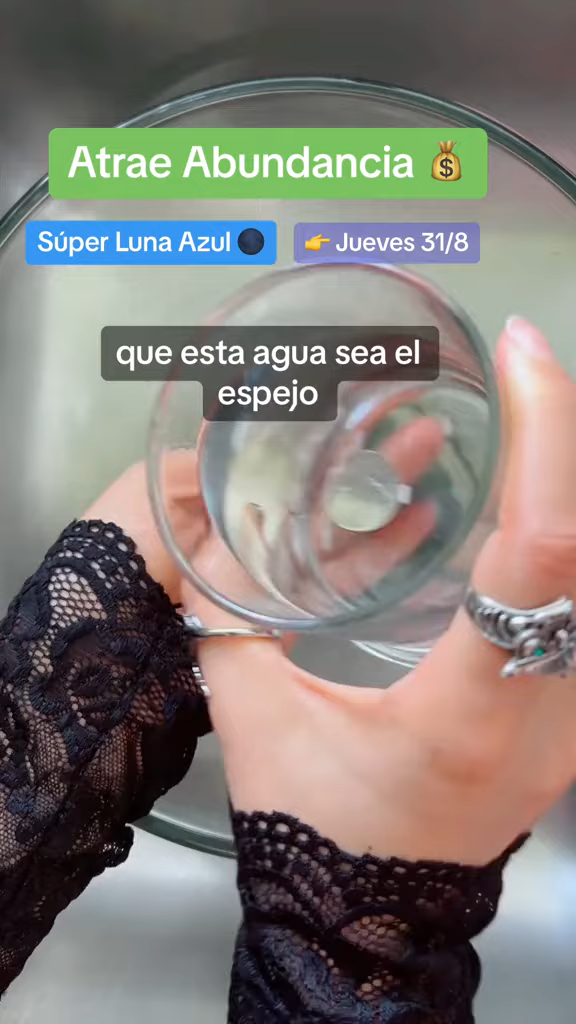 Atrae Abundancia 💰
Súper Luna Azul 🌑
👉 Jueves 31/8
que esta agua sea el
espejo